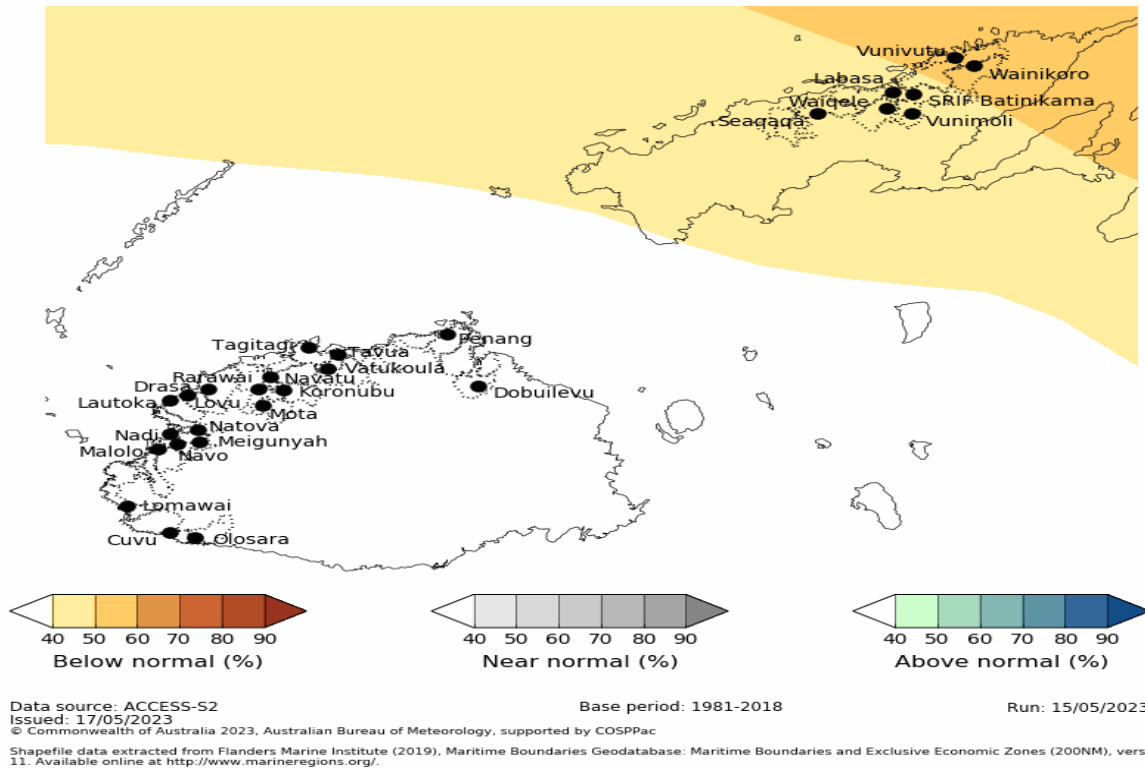 Vunivutu
Wainikoro
Labasa
SRIF Batinikama
Waiqele
Seaqaqa
Vunimoli
Tagitagi
Tavua
Penang
Vatukoula
Rarawai
Navatu
Drasa
Koronubu
Dobuilevu
Lautoka
Lovu
Mota
Natova
Nadi
Meigunyah
Malolo
Navo
Lomawai
Cuvu
Olosara
40 50 60 70 80 90
Below normal (%)
40 50 60 70 80 90
Near normal (%)
40 50 60 70 80 90
Above normal (%)
Data source: ACCESS-S2
Base period: 1981-2018
Run: 15/05/2023
Issued: 17/05/2023
© Commonwealth of Australia 2023, Australian Bureau of Meteorology, supported by COSPPac
Shapefile data extracted from Flanders Marine Institute (2019), Maritime Boundaries Geodatabase: Maritime Boundaries and Exclusive Economic Zones (200NM), vers
11. Available online at http://www.marineregions.org/.